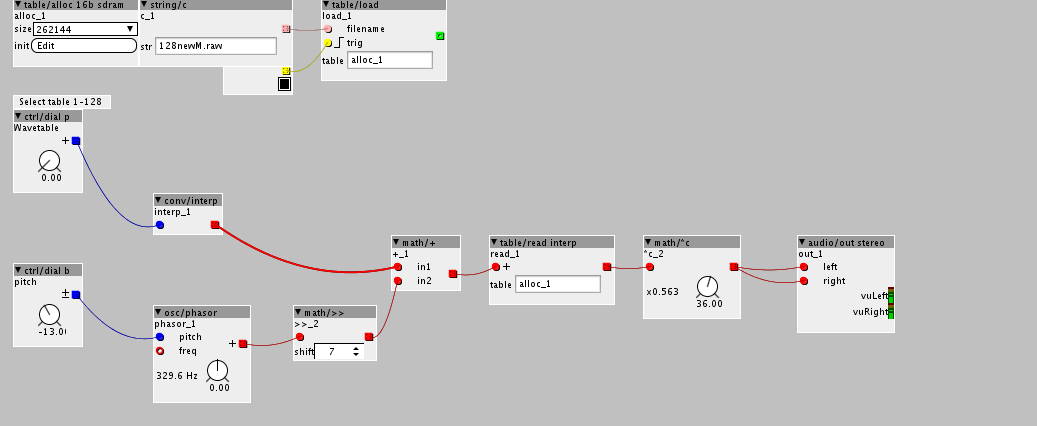 table/alloc 16b sdram
alloc_1
size 262144
init Edit
string/c
c_1
str 128newM.raw
table/load
load_1
filename
trig
table alloc_1
Select table 1-128
ctrl/dial p
Wavetable
+
0.00
conv/interp
interp_1
ctrl/dial b
pitch
±
-13.0
osc/phasor
phasor_1
pitch
freq
+
329.6 Hz
0.00
math/>>
>>_2
shift 7
math/+
+_1
in1
in2
table/read interp
read_1
+
table alloc_1
math/*c
*c_2
x0.563
36.00
audio/out stereo
out_1
left
right
vuLeft
vuRight